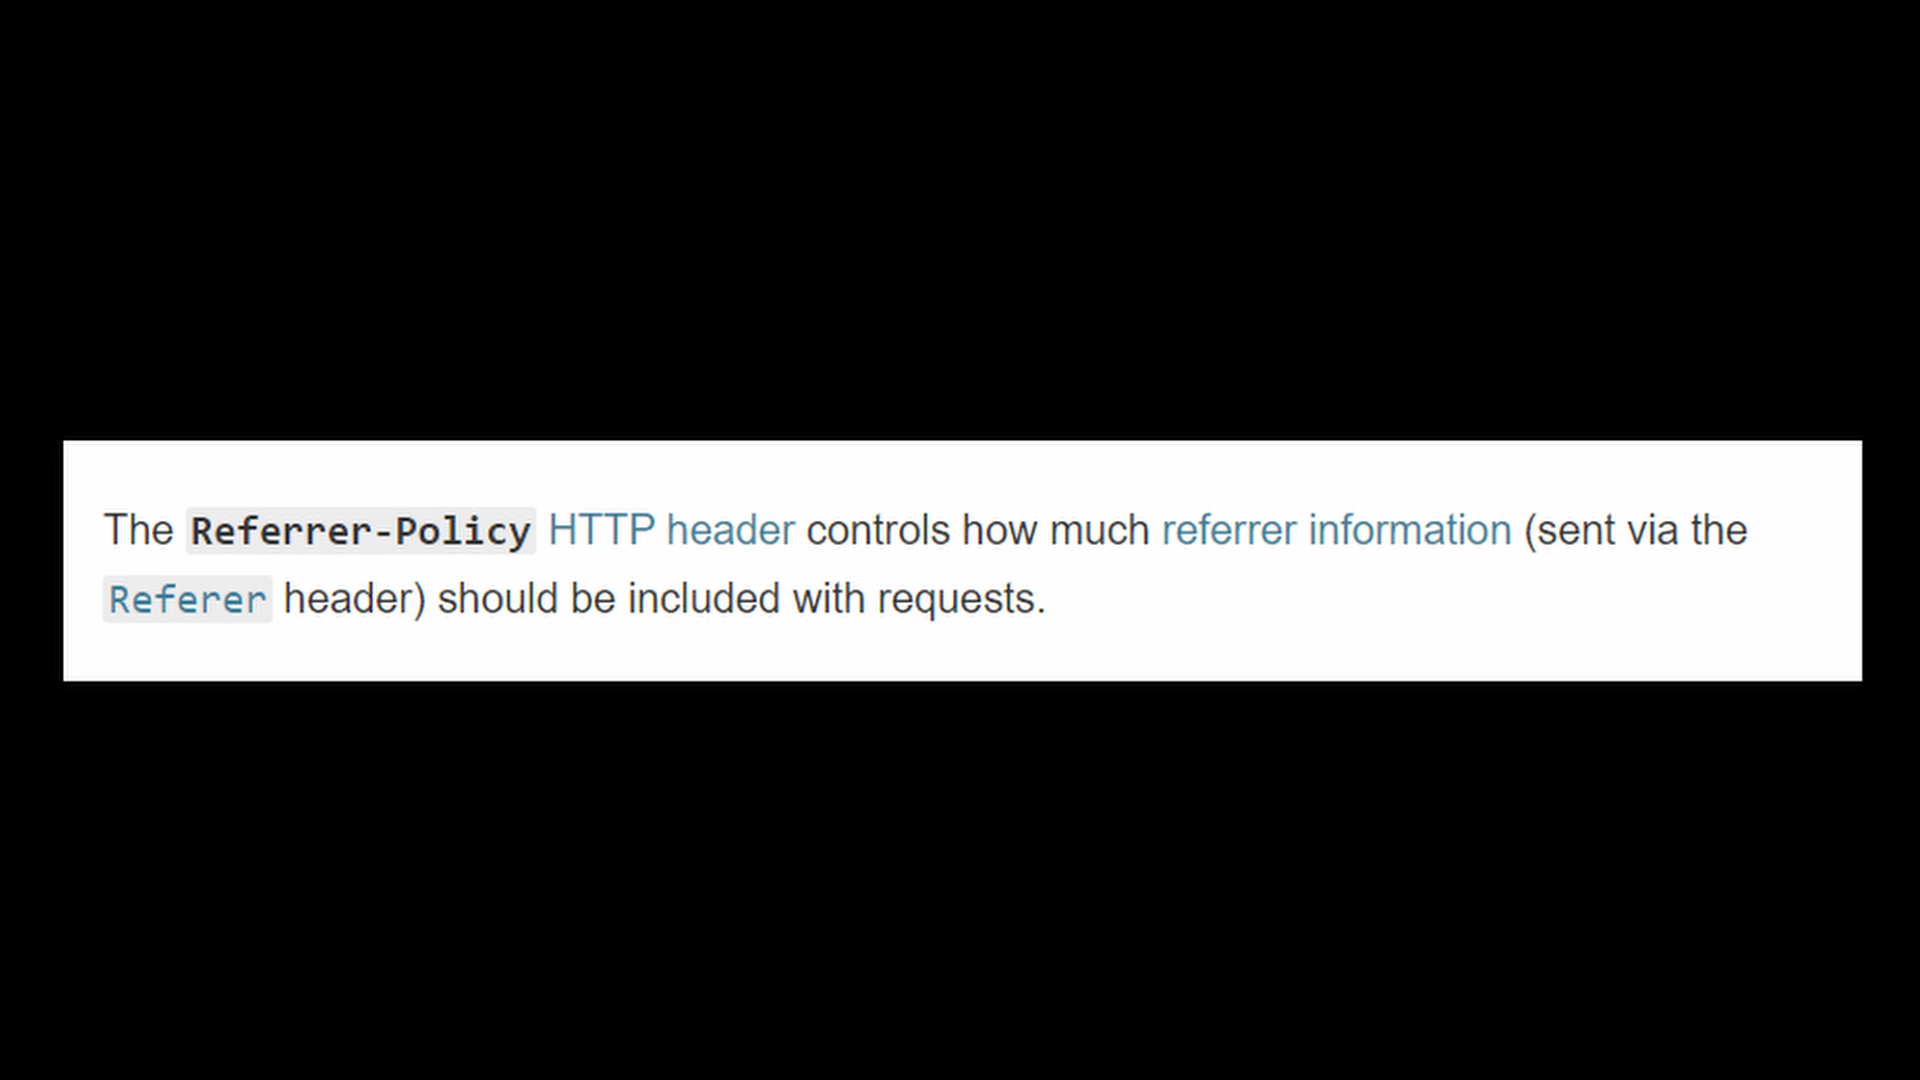 The Referrer-Policy HTTP header controls how much referrer information (sent via the
Referer header) should be included with requests.